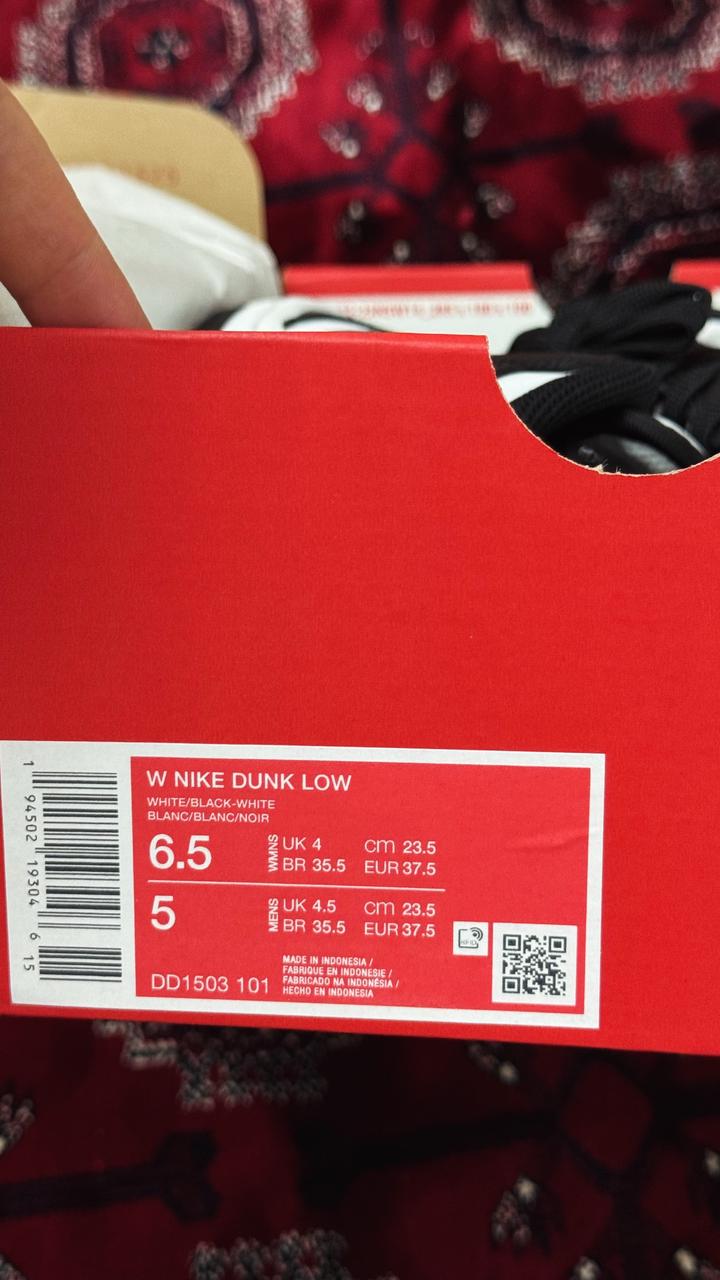 W NIKE DUNK LOW
WHITE/BLACK-WHITE
BLANC/BLANC/NOIR
6.5
WMNS
UK 4 cm 23.5
BR 35.5 EUR 37.5
5
MENS
UK 4.5 cm 23.5
BR 35.5 EUR 37.5
RFID
DD1503 101
MADE IN INDONESIA /
FABRIQUE EN INDONESIE /
FABRICADO NA INDONÉSIA /
HECHO EN INDONESIA
1 94502 19304 6 15